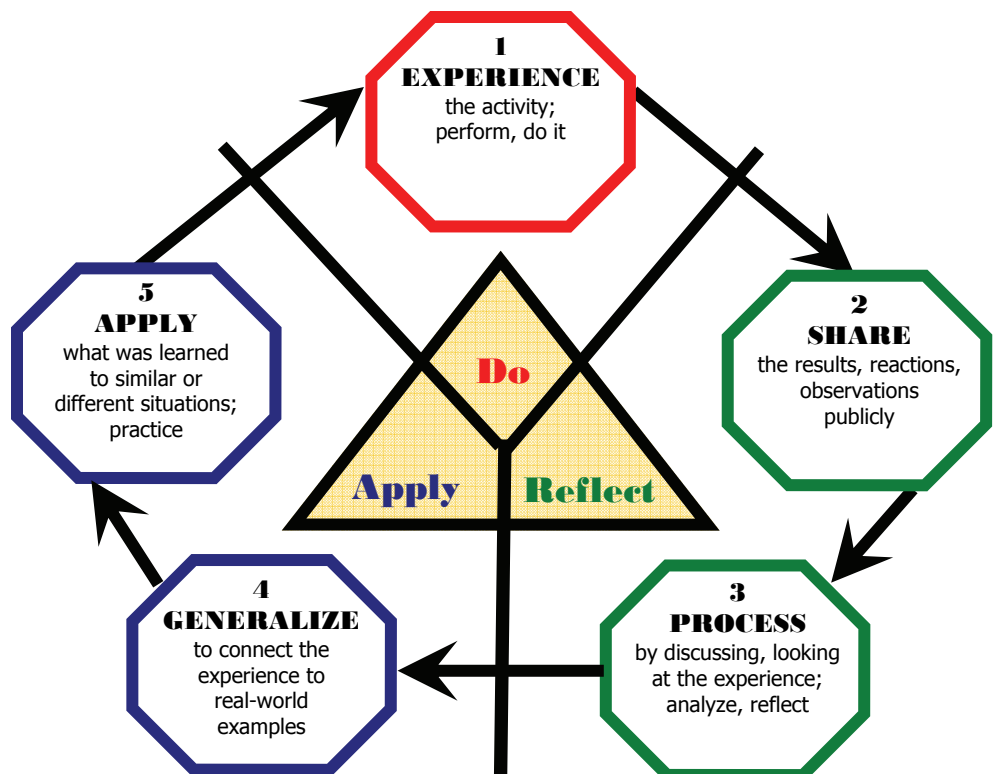 1
EXPERIENCE
the activity;
perform, do it
2
SHARE
the results, reactions,
observations
publicly
3
PROCESS
by discussing, looking
at the experience;
analyze, reflect
4
GENERALIZE
to connect the
experience to
real-world
examples
5
APPLY
what was learned
to similar or
different situations;
practice
Do
Apply
Reflect